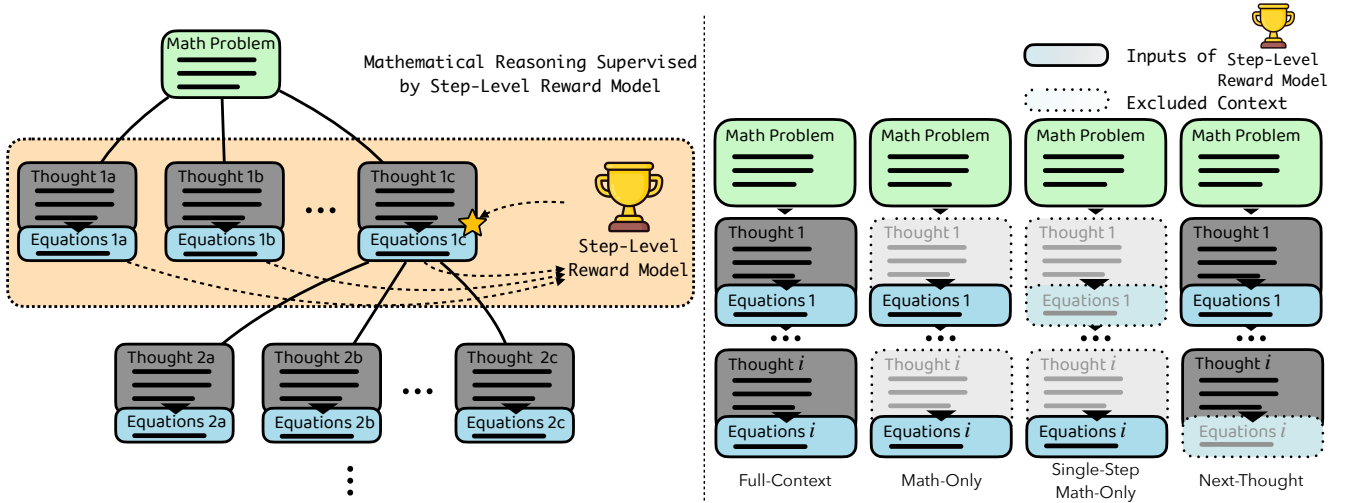 Math Problem
Mathematical Reasoning Supervised
by Step-Level Reward Model
Thought 1a
Equations 1a
Thought 1b
Equations 1b
...
Thought 1c
Equations 1c
Step-Level
Reward Model
Thought 2a
Equations 2a
Thought 2b
Equations 2b
...
Thought 2c
Equations 2c
Inputs of Step-Level
Reward Model
Excluded Context
Math Problem
Thought 1
Equations 1
...
Thought i
Equations i
Full-Context
Math Problem
Thought 1
Equations 1
...
Thought i
Equations i
Math-Only
Math Problem
Thought 1
Equations 1
...
Thought i
Equations i
Single-Step
Math-Only
Math Problem
Thought 1
Equations 1
...
Thought i
Equations i
Next-Thought